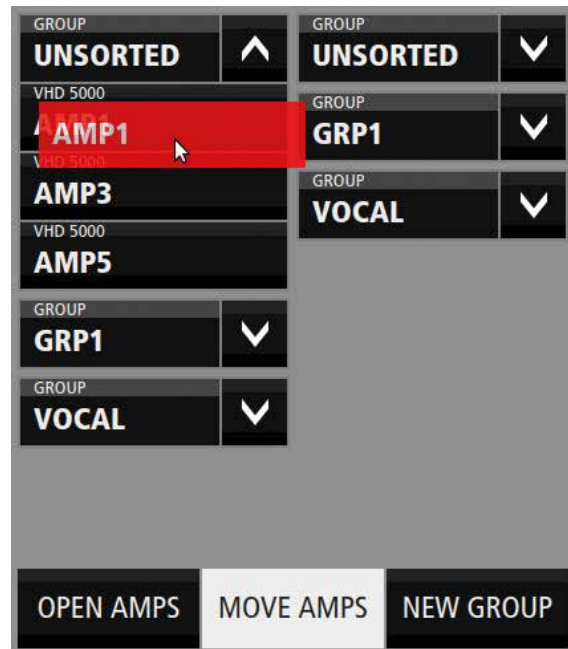 GROUP
UNSORTED
VHD 5000
AMP1
AMP1
VHD 5000
AMP3
VHD 5000
AMP5
GROUP
GRP1
GROUP
VOCAL
GROUP
UNSORTED
GROUP
GRP1
GROUP
VOCAL
OPEN AMPS
MOVE AMPS
NEW GROUP